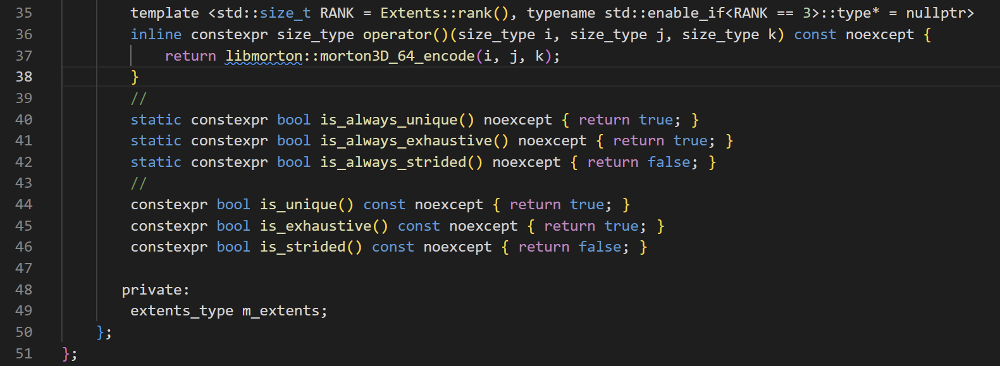 35 template <std::size_t RANK = Extents::rank(), typename std::enable_if<RANK == 3>::type* = nullptr>
36 inline constexpr size_type operator()(size_type i, size_type j, size_type k) const noexcept {
37 return libmorton::morton3D_64_encode(i, j, k);
38 }
39 //
40 static constexpr bool is_always_unique() noexcept { return true; }
41 static constexpr bool is_always_exhaustive() noexcept { return true; }
42 static constexpr bool is_always_strided() noexcept { return false; }
43 //
44 constexpr bool is_unique() const noexcept { return true; }
45 constexpr bool is_exhaustive() const noexcept { return true; }
46 constexpr bool is_strided() const noexcept { return false; }
47
48 private:
49 extents_type m_extents;
50 };
51 };